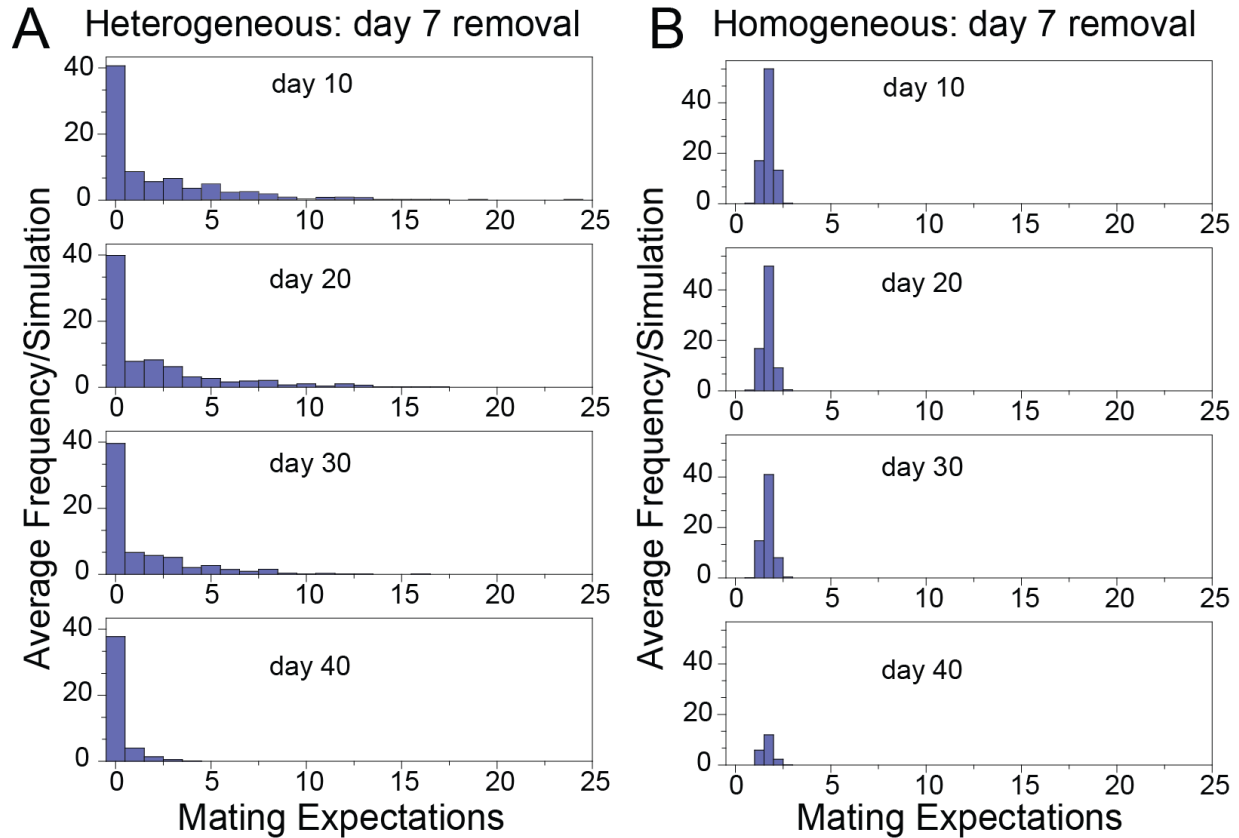 A Heterogeneous: day 7 removal
Average Frequency/Simulation
day 10
40
20
0
0 5 10 15 20 25
day 20
40
20
0
0 5 10 15 20 25
day 30
40
20
0
0 5 10 15 20 25
day 40
40
20
0
0 5 10 15 20 25
Mating Expectations
B Homogeneous: day 7 removal
Average Frequency/Simulation
day 10
40
20
0
0 5 10 15 20 25
day 20
40
20
0
0 5 10 15 20 25
day 30
40
20
0
0 5 10 15 20 25
day 40
40
20
0
0 5 10 15 20 25
Mating Expectations